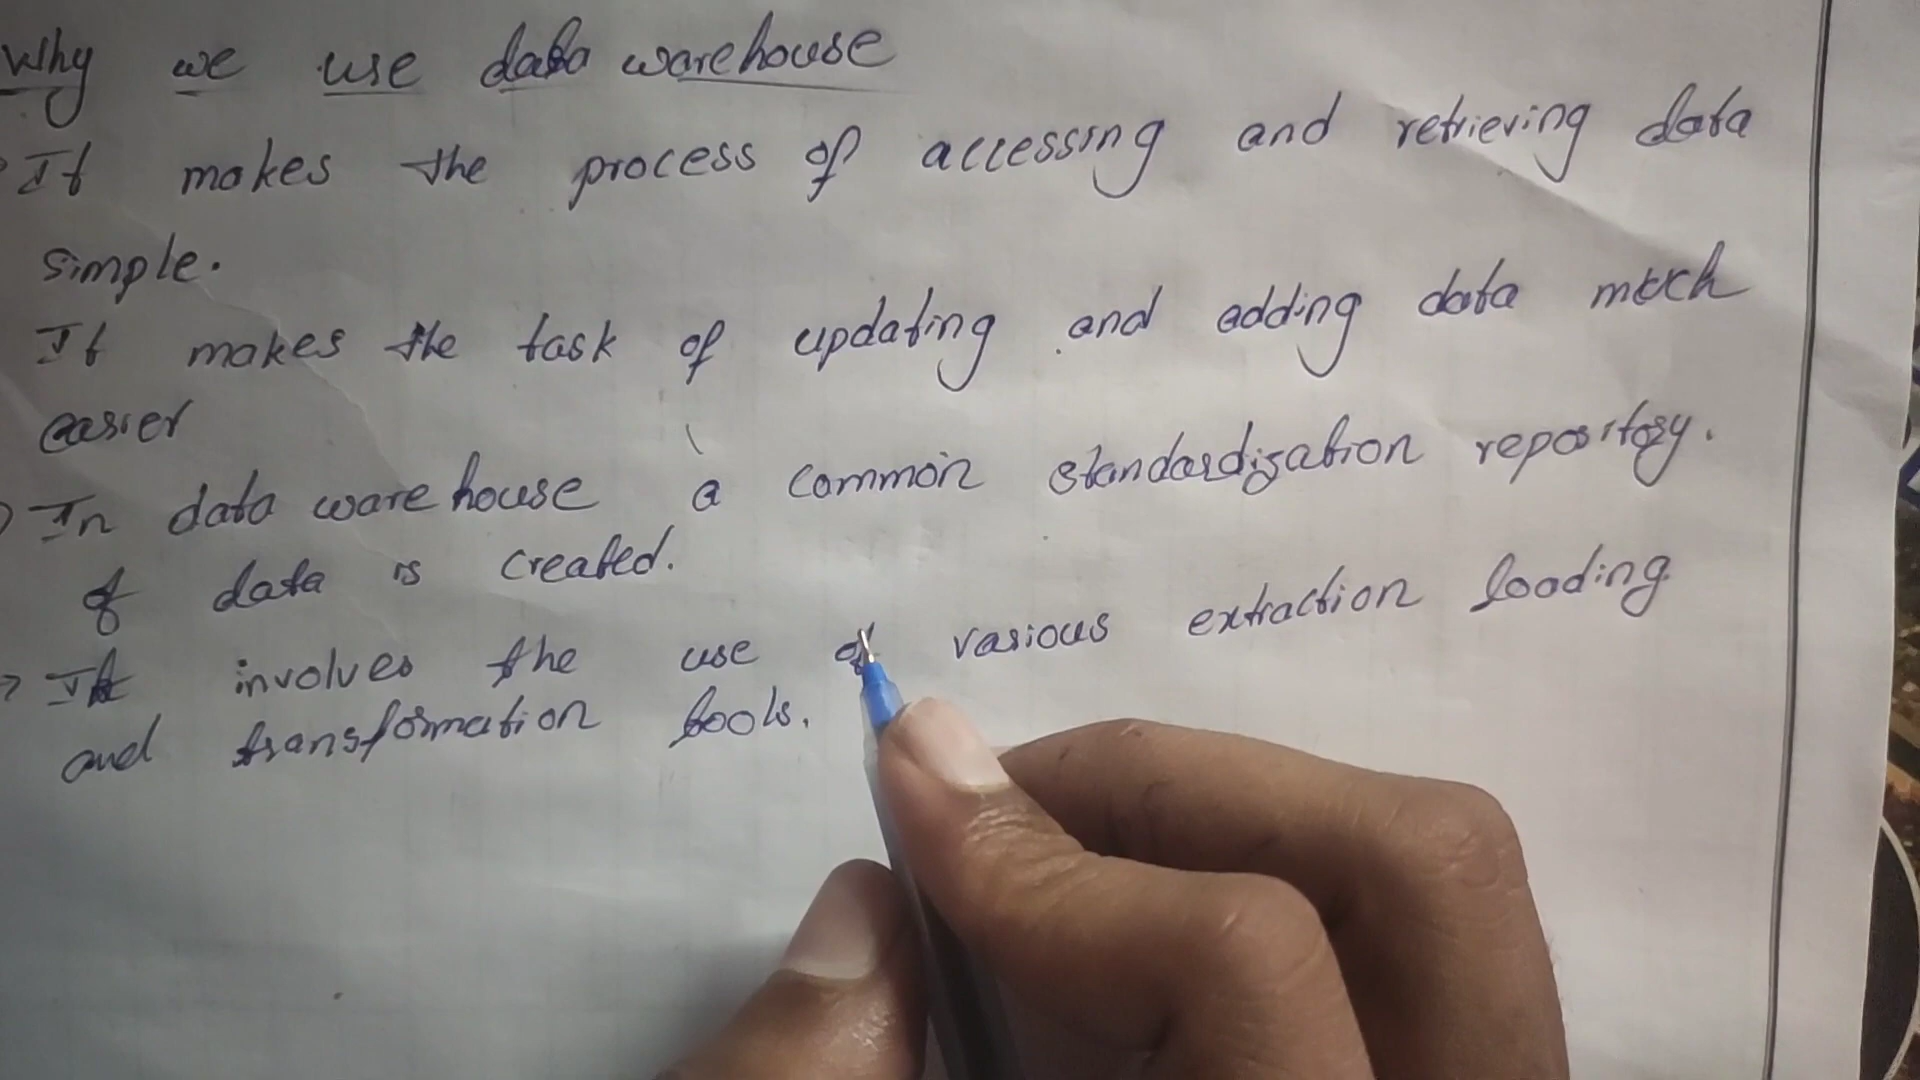 Why we use data warehouse
It makes the process of accessing and retrieving data
simple.
It makes the task of updating and adding data much
easier
In data warehouse a common standardization repository.
of data is created.
It involves the use of various extraction loading
and transformation tools.